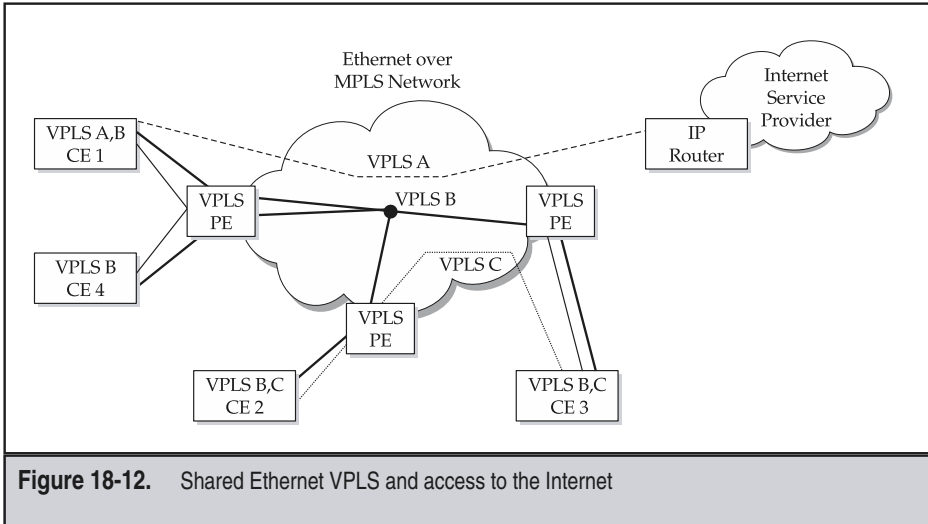 Ethernet over
MPLS Network
Internet
Service
Provider
VPLS A,B
CE 1
IP
Router
VPLS A
VPLS B
VPLS
PE
VPLS
PE
VPLS B
CE 4
VPLS C
VPLS
PE
VPLS B,C
CE 2
VPLS B,C
CE 3
Figure 18-12. Shared Ethernet VPLS and access to the Internet